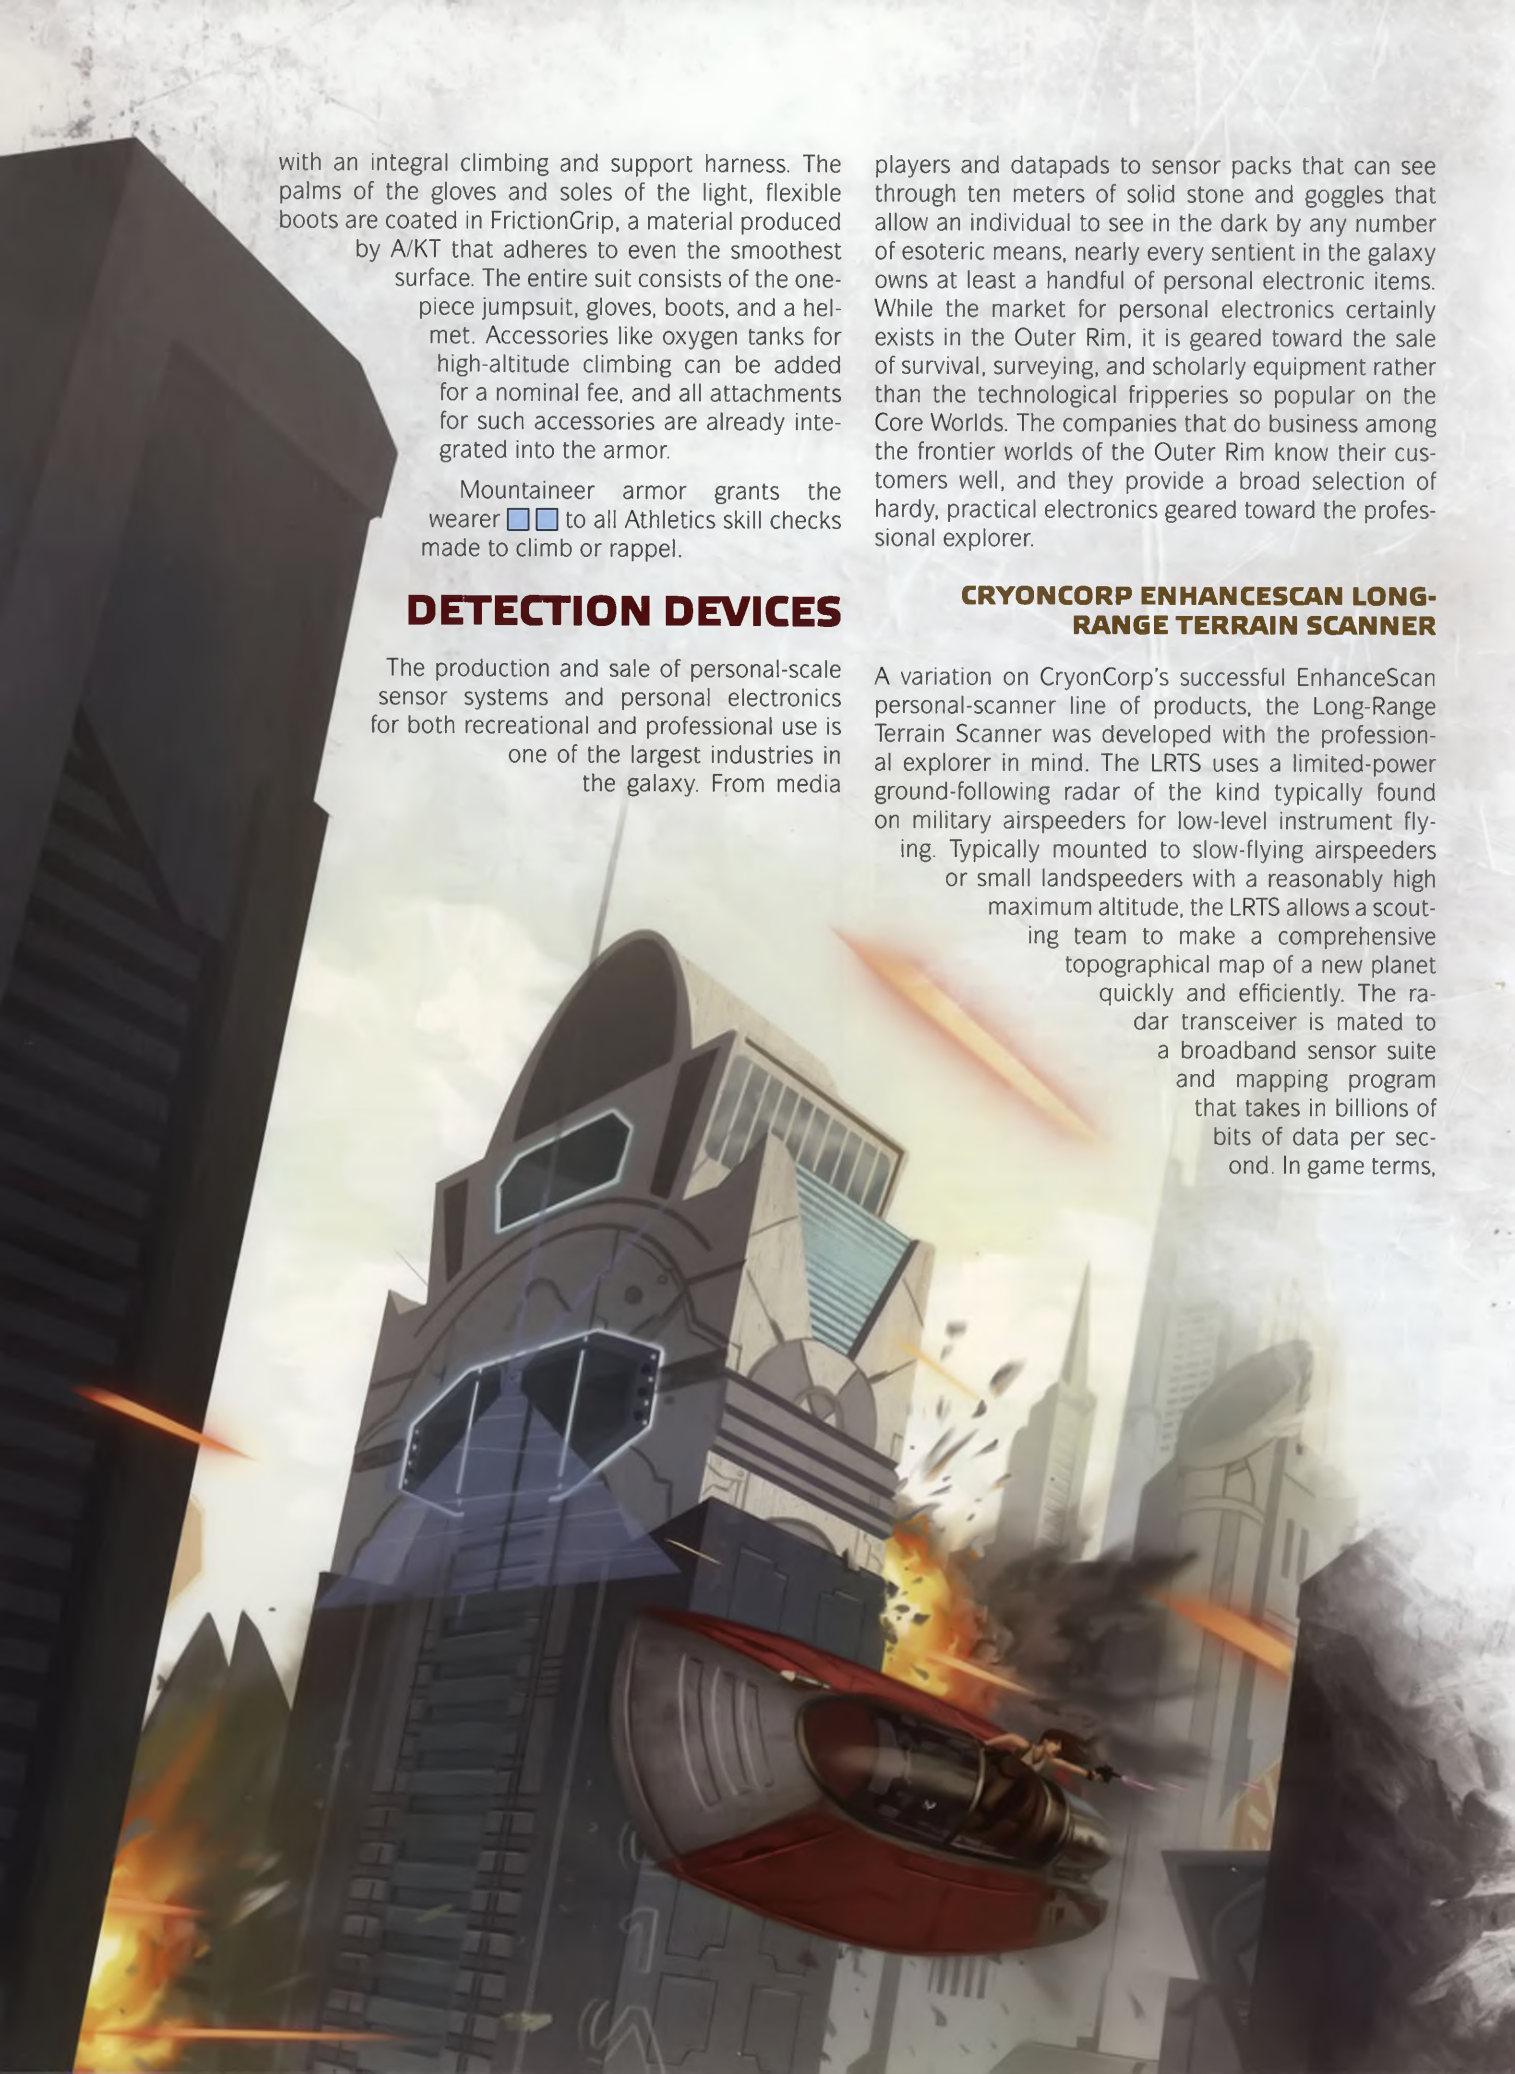 with an integral climbing and support harness. The
palms of the gloves and soles of the light, flexible
boots are coated in FrictionGrip, a material produced
by A/KT that adheres to even the smoothest
surface. The entire suit consists of the one-
piece jumpsuit, gloves, boots, and a hel-
met. Accessories like oxygen tanks for
high-altitude climbing can be added
for a nominal fee, and all attachments
for such accessories are already inte-
grated into the armor.
Mountaineer armor grants the
wearer to all Athletics skill checks
made to climb or rappel.
DETECTION DEVICES
The production and sale of personal-scale
sensor systems and personal electronics
for both recreational and professional use is
one of the largest industries in
the galaxy. From media
players and datapads to sensor packs that can see
through ten meters of solid stone and goggles that
allow an individual to see in the dark by any number
of esoteric means, nearly every sentient in the galaxy
owns at least a handful of personal electronic items.
While the market for personal electronics certainly
exists in the Outer Rim, it is geared toward the sale
of survival, surveying, and scholarly equipment rather
than the technological fripperies so popular on the
Core Worlds. The companies that do business among
the frontier worlds of the Outer Rim know their cus-
tomers well, and they provide a broad selection of
hardy, practical electronics geared toward the profes-
sional explorer.
CRYONCORP ENHANCESCAN LONG-
RANGE TERRAIN SCANNER
A variation on CryonCorp's successful EnhanceScan
personal-scanner line of products, the Long-Range
Terrain Scanner was developed with the profession-
al explorer in mind. The LRTS uses a limited-power
ground-following radar of the kind typically found
on military airspeeders for low-level instrument fly-
ing. Typically mounted to slow-flying airspeeders
or small landspeeders with a reasonably high
maximum altitude, the LRTS allows a scout-
ing team to make a comprehensive
topographical map of a new planet
quickly and efficiently. The ra-
dar transceiver is mated to
a broadband sensor suite
and mapping program
that takes in billions of
bits of data per sec-
ond. In game terms,